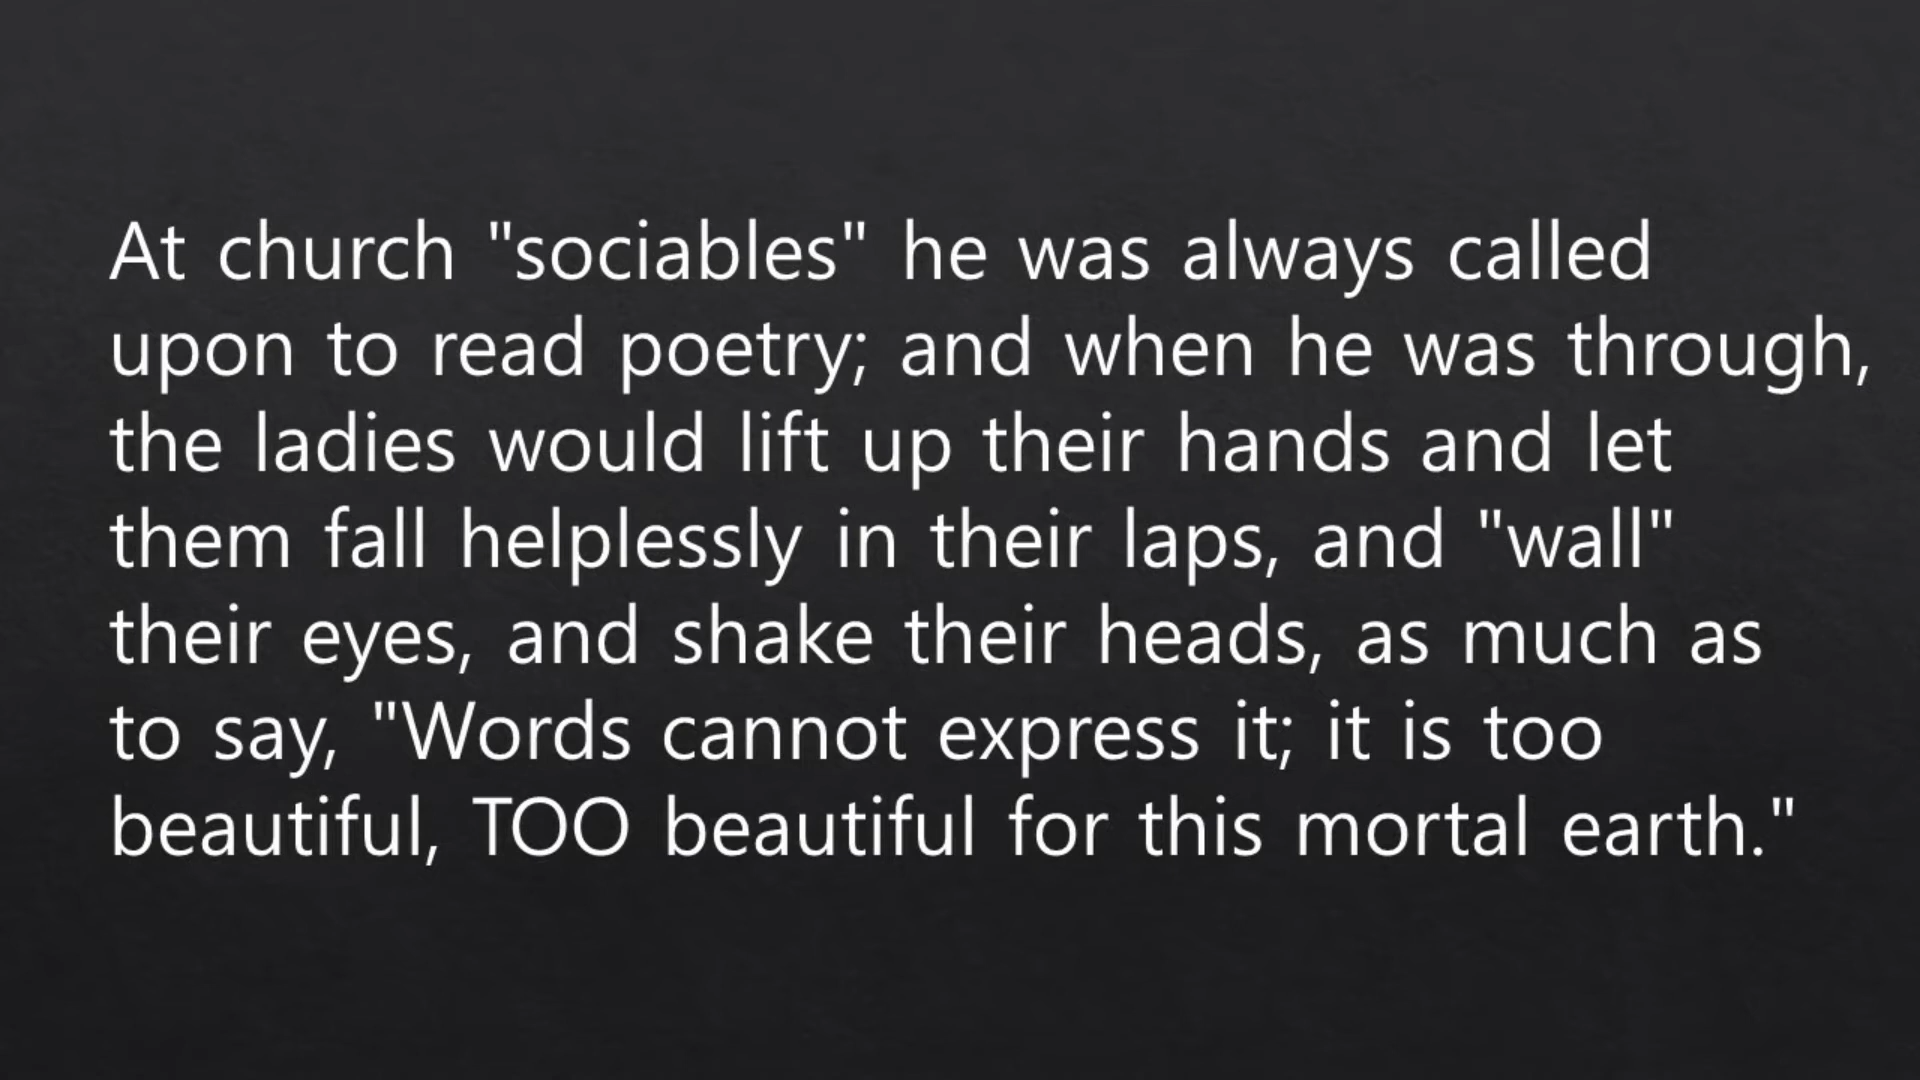 At church "sociables" he was always called
upon to read poetry; and when he was through,
the ladies would lift up their hands and let
them fall helplessly in their laps, and "wall"
their eyes, and shake their heads, as much as
to say, "Words cannot express it; it is too
beautiful, TOO beautiful for this mortal earth."